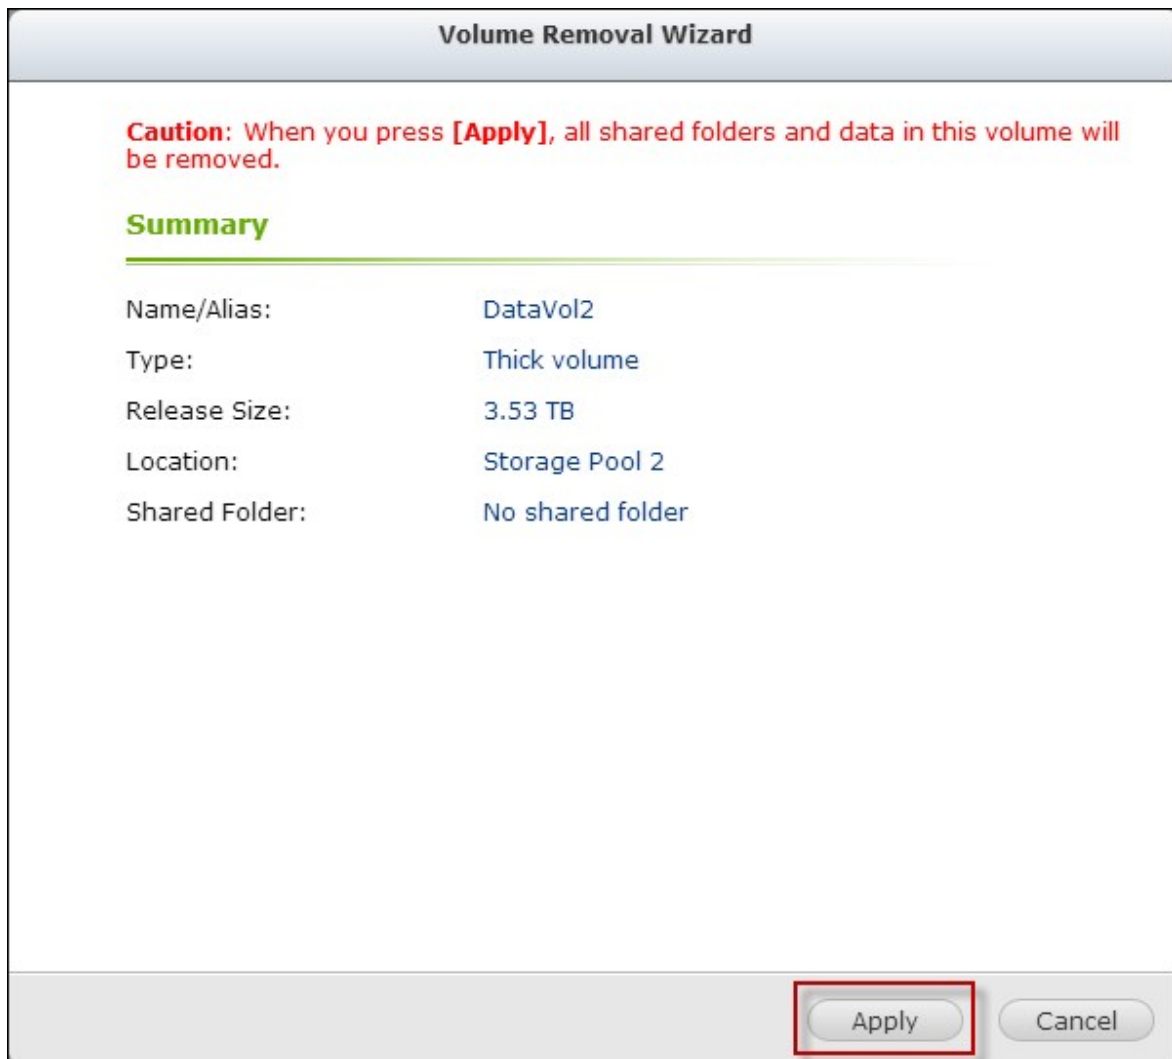 Volume Removal Wizard
Caution: When you press [Apply], all shared folders and data in this volume will
be removed.
Summary
Name/Alias: DataVol2
Type: Thick volume
Release Size: 3.53 TB
Location: Storage Pool 2
Shared Folder: No shared folder
Apply Cancel